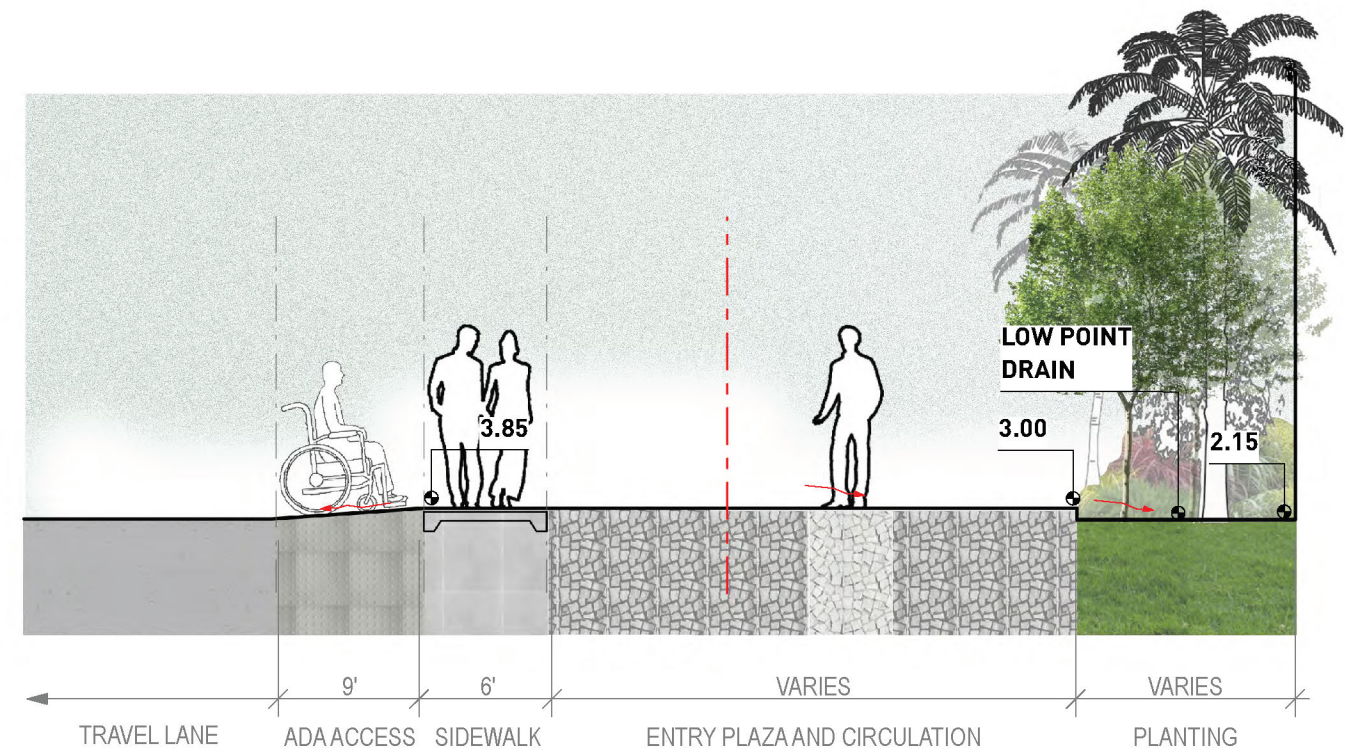 LOW POINT
DRAIN
3.85
3.00
2.15
9'
6'
VARIES
VARIES
TRAVEL LANE
ADA ACCESS
SIDEWALK
ENTRY PLAZA AND CIRCULATION
PLANTING